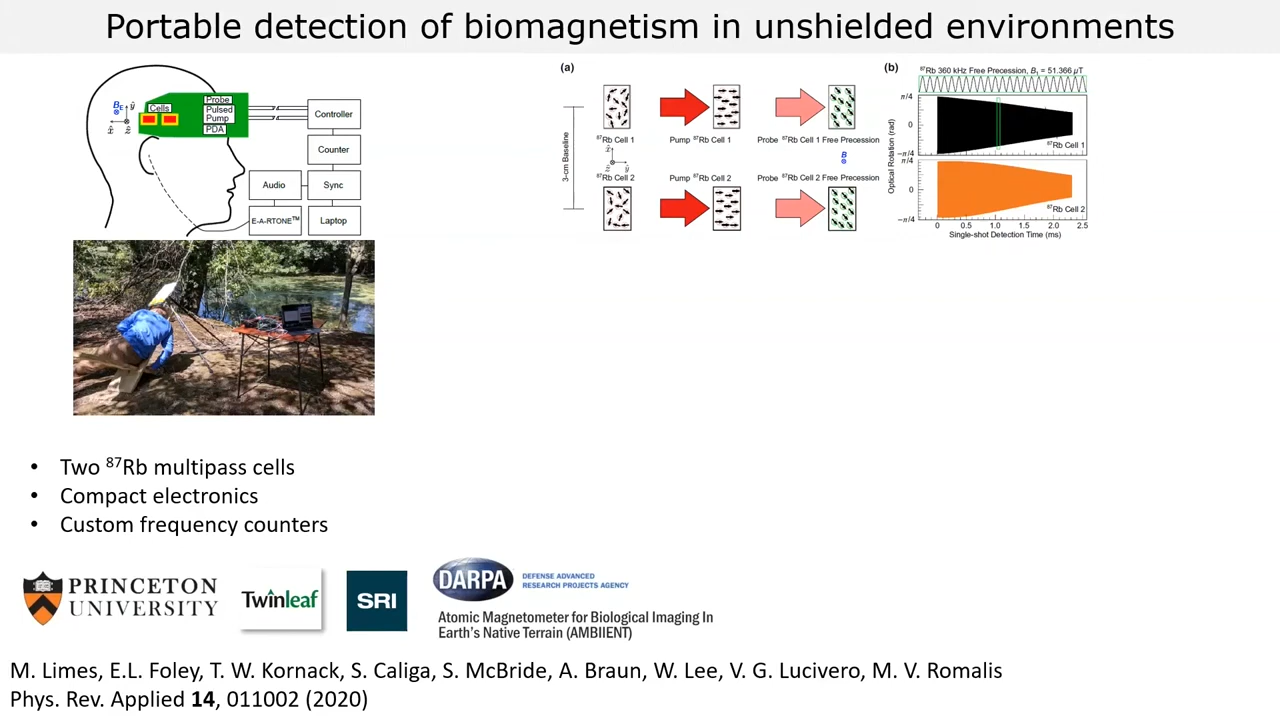 Portable detection of biomagnetism in unshielded environments
B_E ŷ
x̂ ẑ
Cells
Probe
Pulsed
Pump
PDA
Controller
Counter
Audio
Sync
E-A-RTONE™
Laptop
(a)
3-cm Baseline
⁸⁷Rb Cell 1
Pump ⁸⁷Rb Cell 1
Probe ⁸⁷Rb Cell 1 Free Precession
x̂
ẑ ŷ
B
⁸⁷Rb Cell 2
Pump ⁸⁷Rb Cell 2
Probe ⁸⁷Rb Cell 2 Free Precession
(b)
⁸⁷Rb 360 kHz Free Precession, B₁ = 51.366 μT
Optical Rotation (rad)
π/4
0
−π/4
⁸⁷Rb Cell 1
π/4
0
−π/4
⁸⁷Rb Cell 2
0 0.5 1.0 1.5 2.0 2.5
Single-shot Detection Time (ms)
• Two ⁸⁷Rb multipass cells
• Compact electronics
• Custom frequency counters
PRINCETON
UNIVERSITY
Twinleaf
SRI
DARPA
DEFENSE ADVANCED
RESEARCH PROJECTS AGENCY
Atomic Magnetometer for Biological Imaging In
Earth's Native Terrain (AMBIIENT)
M. Limes, E.L. Foley, T. W. Kornack, S. Caliga, S. McBride, A. Braun, W. Lee, V. G. Lucivero, M. V. Romalis
Phys. Rev. Applied 14, 011002 (2020)